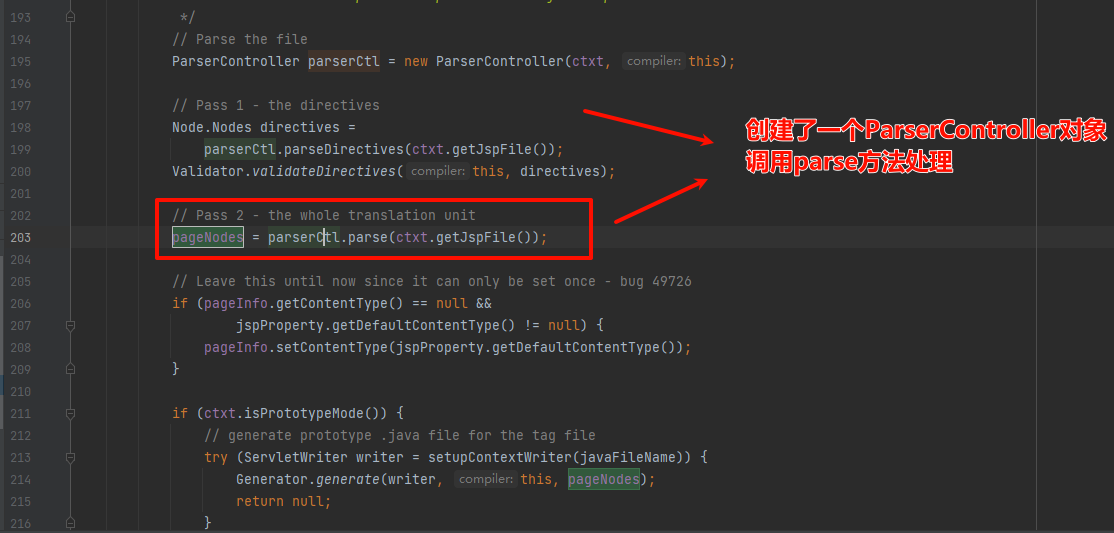 193 */
194 // Parse the file
195 ParserController parserCtl = new ParserController(ctxt, compiler: this);
196
197 // Pass 1 - the directives
198 Node.Nodes directives =
199 parserCtl.parseDirectives(ctxt.getJspFile());
200 Validator.validateDirectives( compiler: this, directives);
201
202 // Pass 2 - the whole translation unit
203 pageNodes = parserCtl.parse(ctxt.getJspFile());
204
205 // Leave this until now since it can only be set once - bug 49726
206 if (pageInfo.getContentType() == null &&
207 jspProperty.getDefaultContentType() != null) {
208 pageInfo.setContentType(jspProperty.getDefaultContentType());
209 }
210
211 if (ctxt.isPrototypeMode()) {
212 // generate prototype .java file for the tag file
213 try (ServletWriter writer = setupContextWriter(javaFileName)) {
214 Generator.generate(writer, compiler: this, pageNodes);
215 return null;
216 }
创建了一个ParserController对象
调用parse方法处理